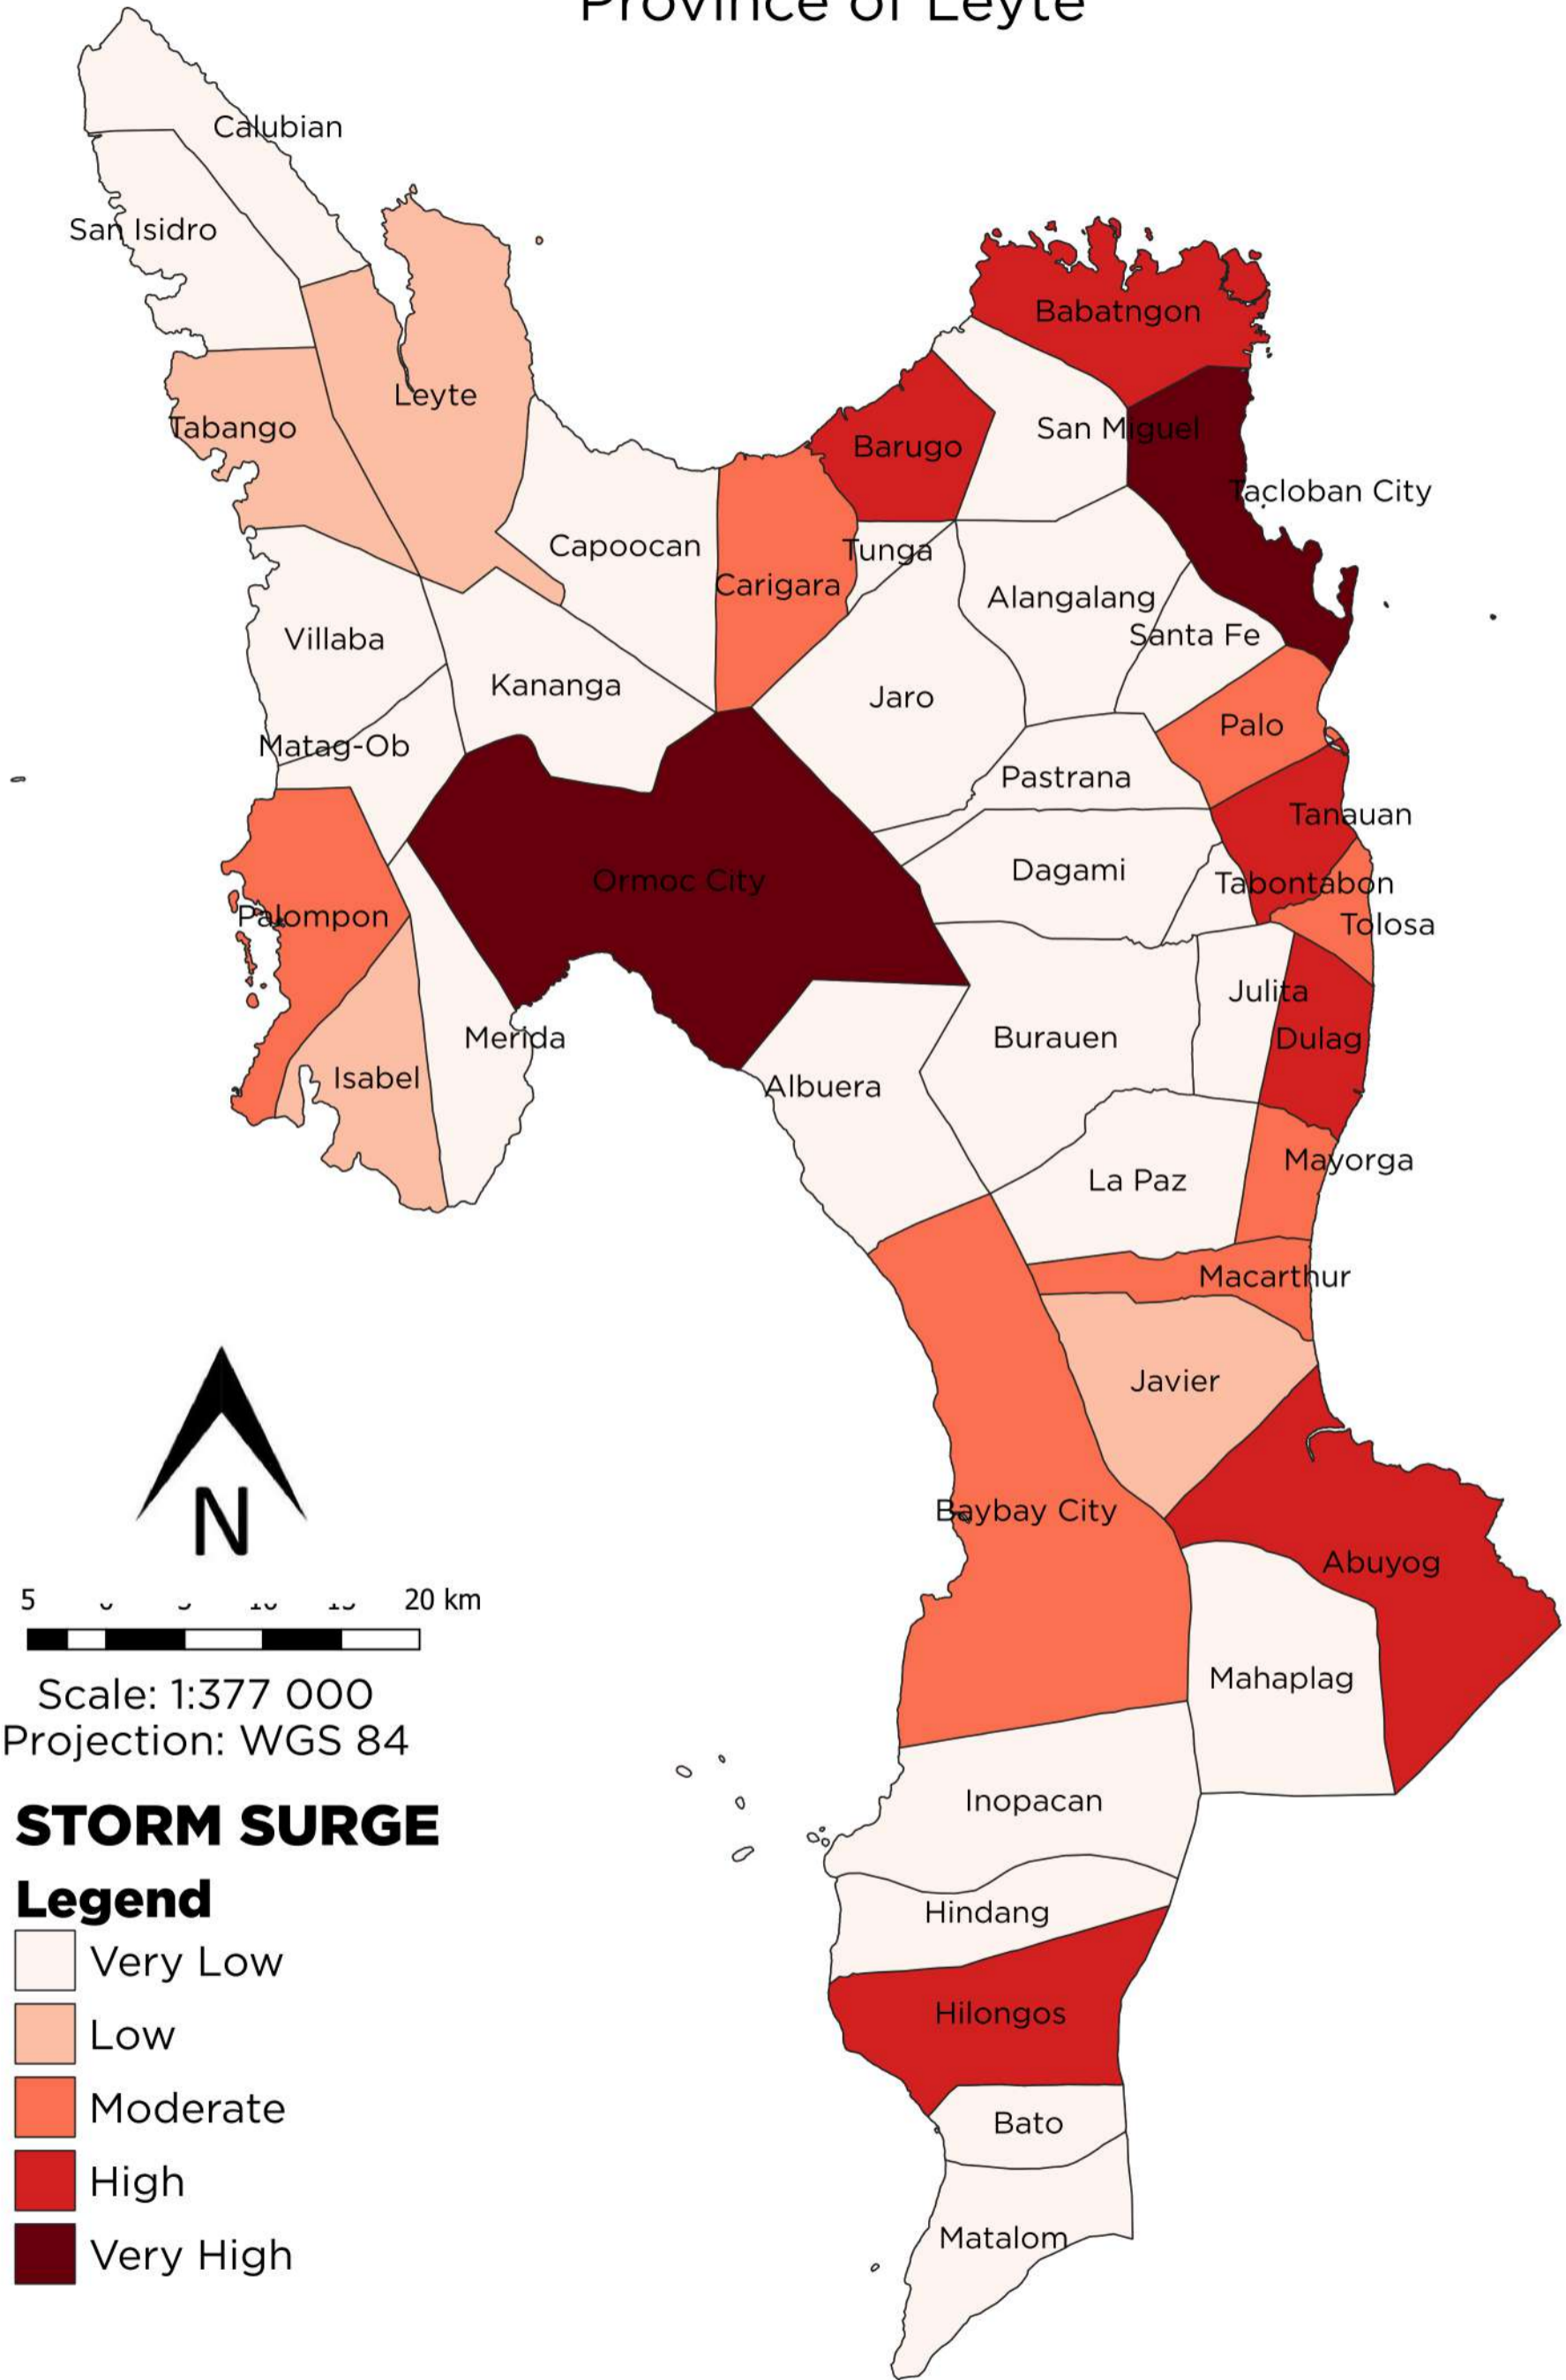 Province of Leyte
Calubian
San Isidro
Babatngon
Leyte
Tabango
San Miguel
Barugo
Tacloban City
Capoocan
Tunga
Carigara
Alangalang
Santa Fe
Villaba
Kananga
Jaro
Palo
Matag-Ob
Pastrana
Tanauan
Dagami
Ormoc City
Tabontabon
Palompon
Tolosa
Julita
Merida
Burauen
Dulag
Isabel
Albuera
Mayorga
La Paz
Macarthur
Javier
N
Baybay City
Abuyog
5 20 km
Mahaplag
Scale: 1:377 000
Projection: WGS 84
Inopacan
STORM SURGE
Legend
Hindang
Very Low
Hilongos
Low
Moderate
Bato
High
Matalom
Very High